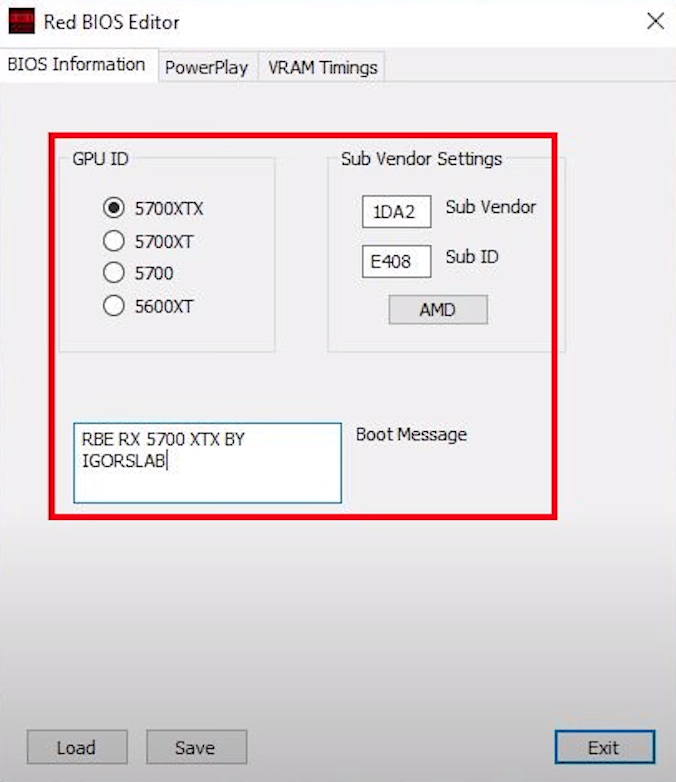 Red BIOS Editor
BIOS Information PowerPlay VRAM Timings
GPU ID
5700XTX
5700XT
5700
5600XT
Sub Vendor Settings
1DA2 Sub Vendor
E408 Sub ID
AMD
RBE RX 5700 XTX BY
IGORSLAB
Boot Message
Load Save Exit